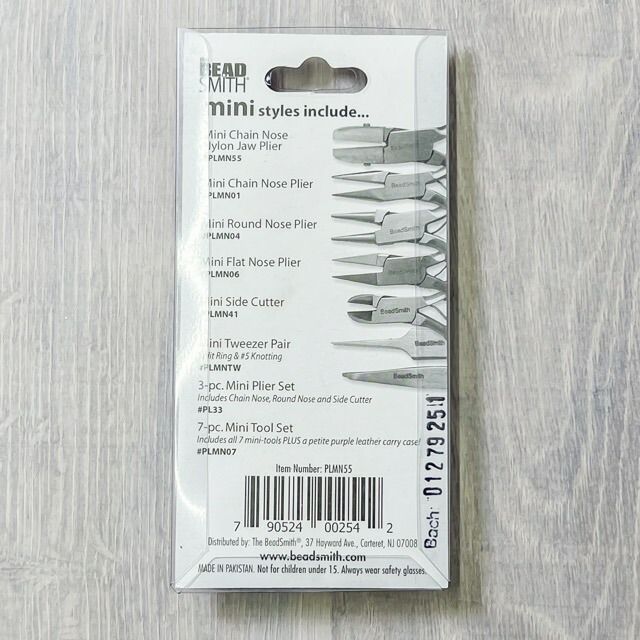 BEAD
SMITH®
mini styles include...
Mini Chain Nose
Nylon Jaw Plier
#PLMN55
Mini Chain Nose Plier
#PLMN01
Mini Round Nose Plier
#PLMN04
Mini Flat Nose Plier
#PLMN06
Mini Side Cutter
#PLMN41
Mini Tweezer Pair
Split Ring & #5 Knotting
#PLMNTW
3-pc. Mini Plier Set
Includes Chain Nose, Round Nose and Side Cutter
#PL33
7-pc. Mini Tool Set
Includes all 7 mini-tools PLUS a petite purple leather carry case!
#PLMN07
BeadSmith
BeadSmith
BeadSmith
BeadSmith
BeadSmith
BeadSmith
Item Number: PLMN55
7 90524 00254 2
Distributed by: The BeadSmith®, 37 Hayward Ave., Carteret, NJ 07008
www.beadsmith.com
MADE IN PAKISTAN. Not for children under 15. Always wear safety glasses.
Bach: